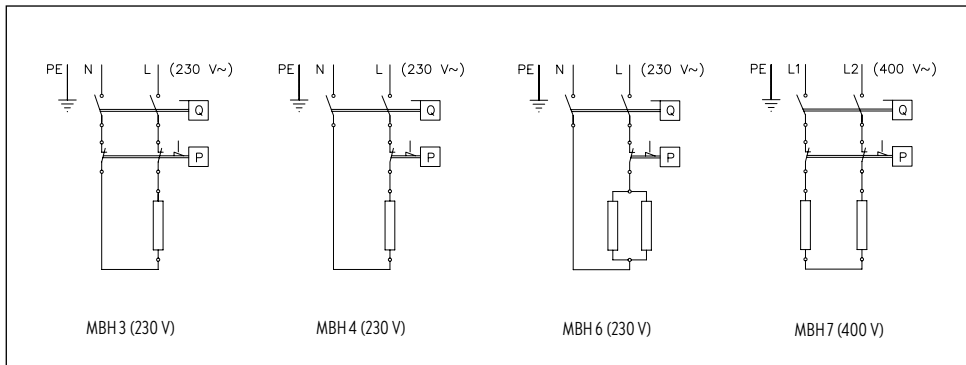 PE N L (230 V~) PE N L (230 V~) PE N L (230 V~) PE L1 L2 (400 V~)
Q Q Q Q
P P P P
MBH 3 (230 V) MBH 4 (230 V) MBH 6 (230 V) MBH 7 (400 V)